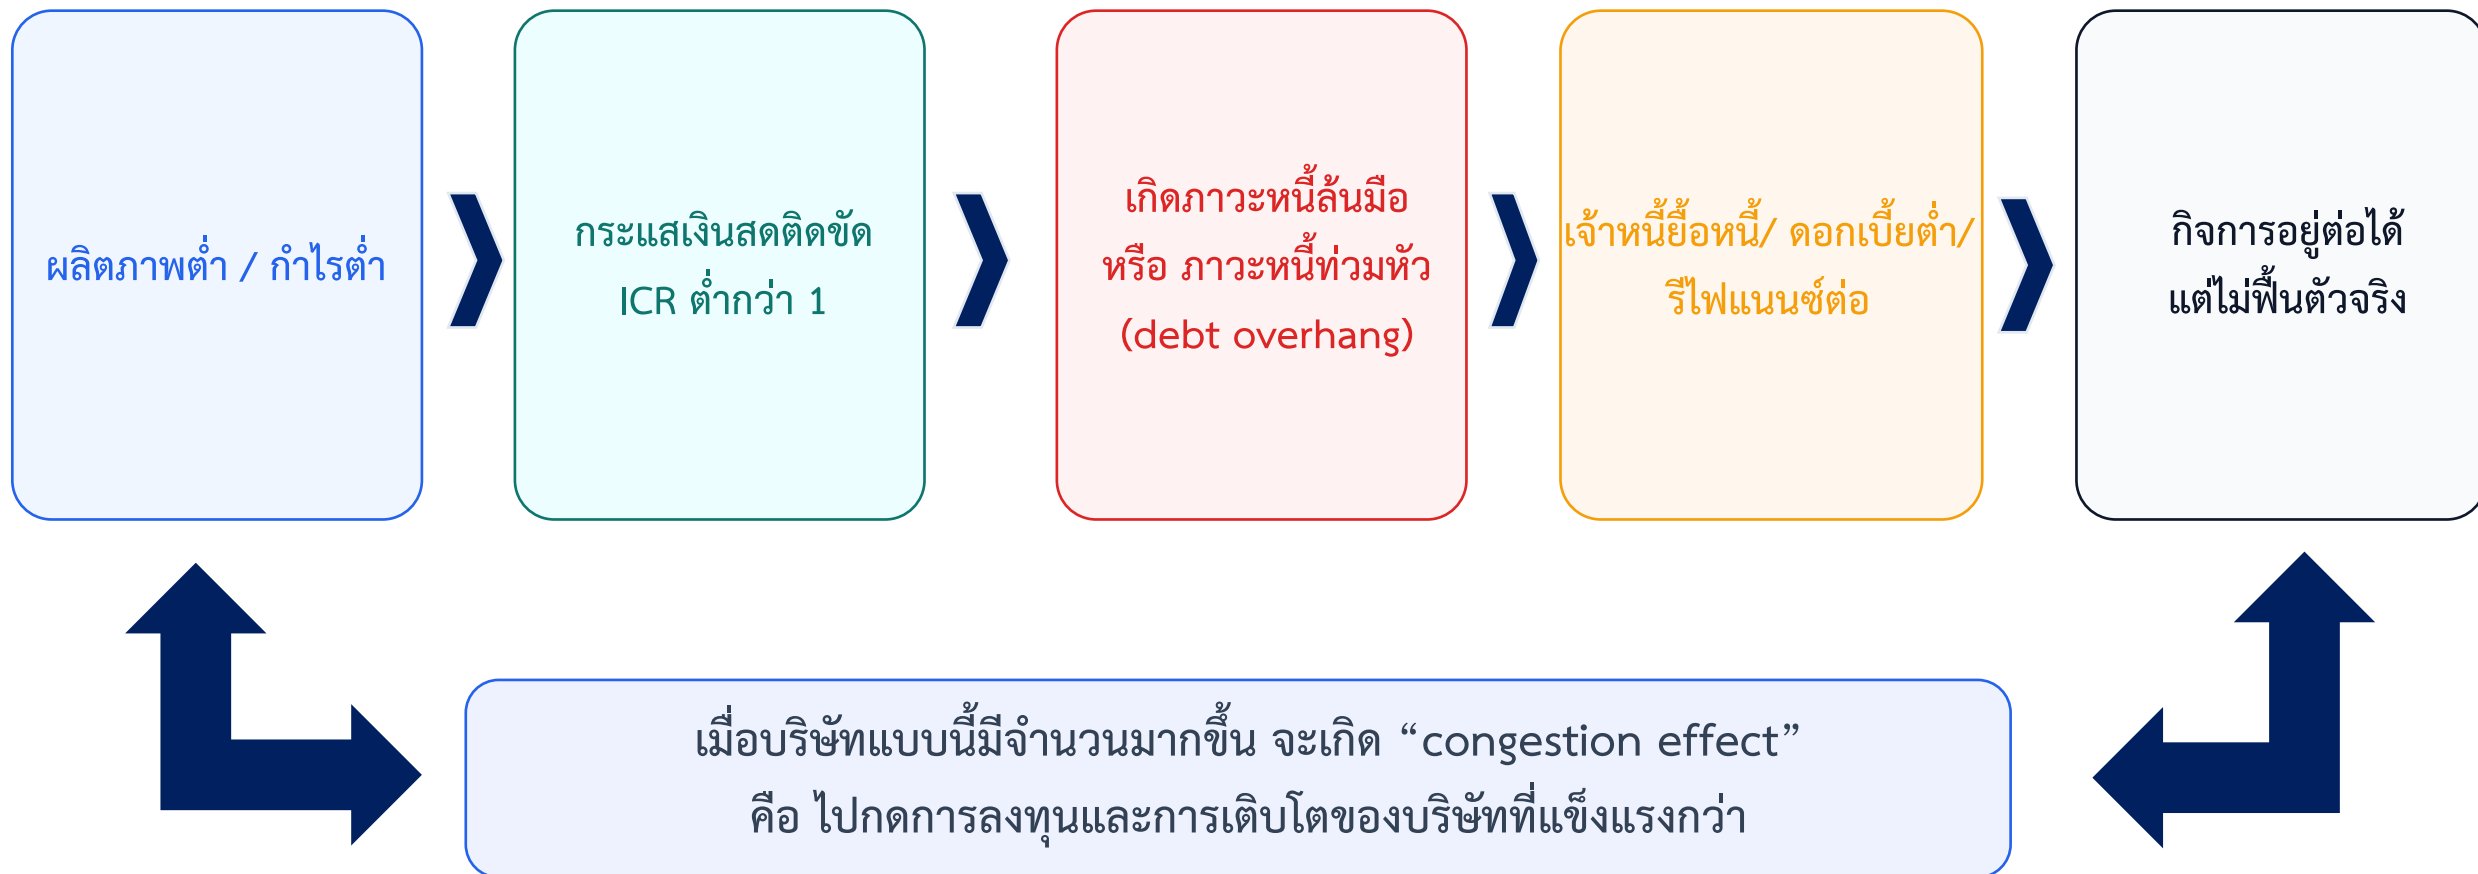 ผลิตภาพต่ำ / กำไรต่ำ
กระแสเงินสดติดขัด
ICR ต่ำกว่า 1
เกิดภาวะหนี้ล้นมือ
หรือ ภาวะหนี้ท่วมหัว
(debt overhang)
เจ้าหนี้ยื้อหนี้/ ดอกเบี้ยต่ำ/
รีไฟแนนซ์ต่อ
กิจการอยู่ต่อได้
แต่ไม่ฟื้นตัวจริง
เมื่อบริษัทแบบนี้มีจำนวนมากขึ้น จะเกิด “congestion effect”
คือ ไปกดการลงทุนและการเติบโตของบริษัทที่แข็งแรงกว่า